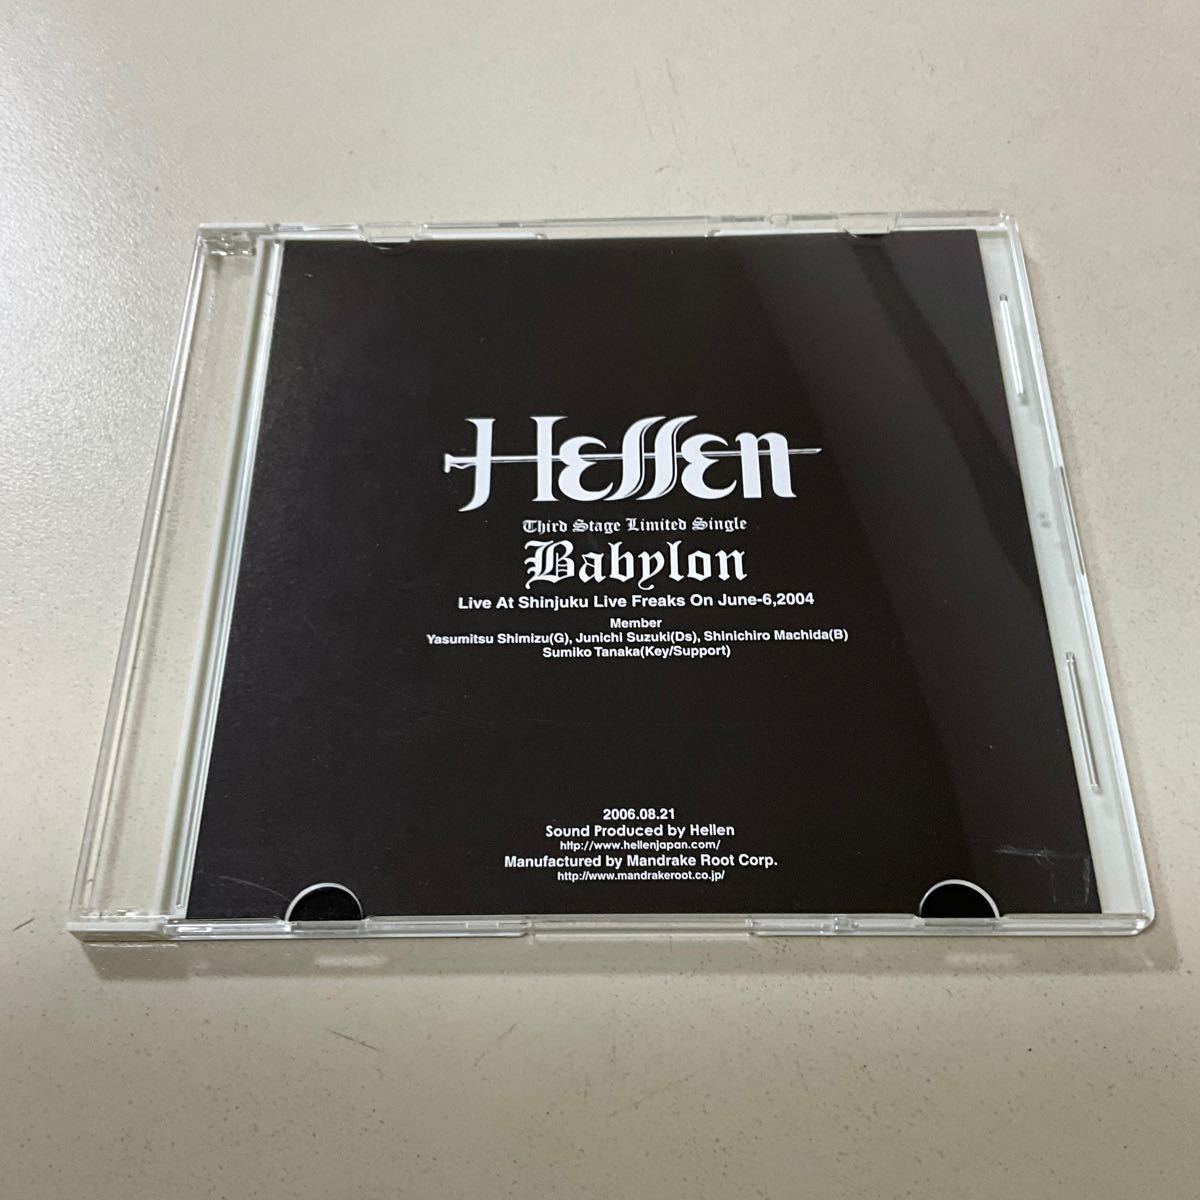 Hellen
Third Stage Limited Single
Babylon
Live At Shinjuku Live Freaks On June-6,2004
Member
Yasumitsu Shimizu(G), Junichi Suzuki(Ds), Shinichiro Machida(B)
Sumiko Tanaka(Key/Support)
2006.08.21
Sound Produced by Hellen
http://www.hellenjapan.com/
Manufactured by Mandrake Root Corp.
http://www.mandrakeroot.co.jp/